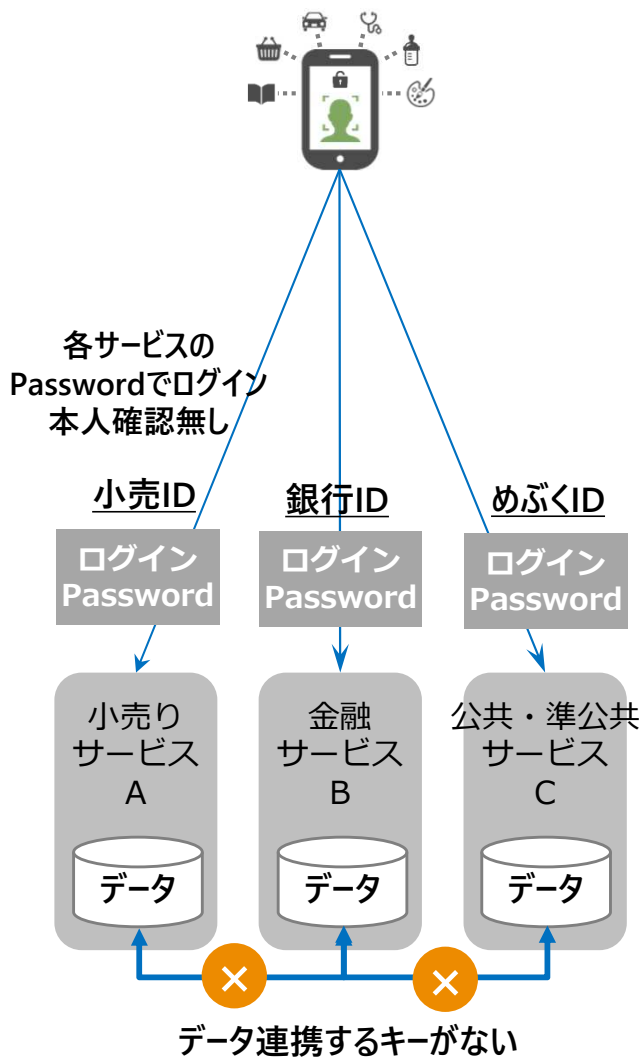 各サービスの
Passwordでログイン
本人確認無し
小売ID
銀行ID
めぶくID
ログイン
Password
ログイン
Password
ログイン
Password
小売り
サービス
A
金融
サービス
B
公共・準公共
サービス
C
データ
データ
データ
データ連携するキーがない